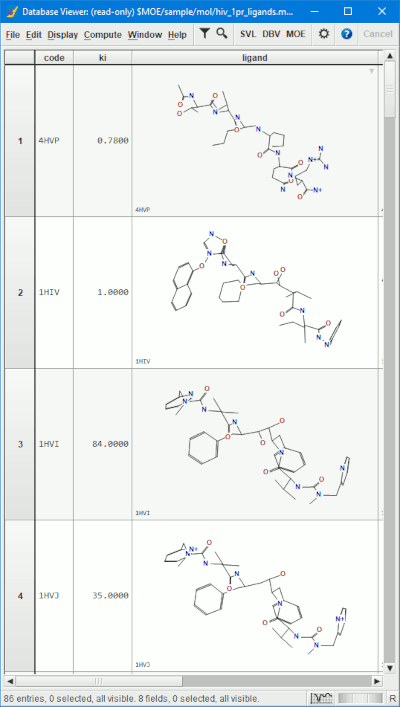 Database Viewer: (read-only) $MOE/sample/mol/hiv_1pr_ligands.m...
File Edit Display Compute Window Help SVL DBV MOE Cancel
code ki ligand
1 4HVP 0.7800
4HVP
2 1HIV 1.0000
1HIV
3 1HVI 84.0000
1HVI
4 1HVJ 35.0000
1HVJ
86 entries, 0 selected, all visible. 8 fields, 0 selected, all visible. R